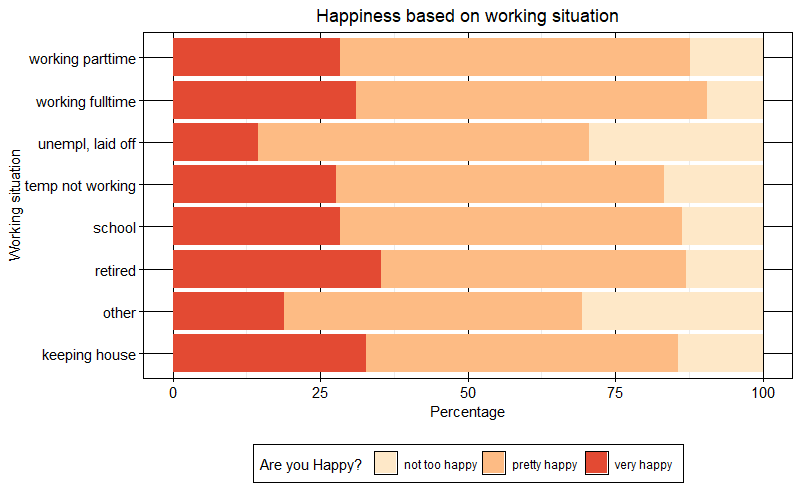 Happiness based on working situation
Working situation
working parttime
working fulltime
unempl, laid off
temp not working
school
retired
other
keeping house
0 25 50 75 100
Percentage
Are you Happy? not too happy pretty happy very happy